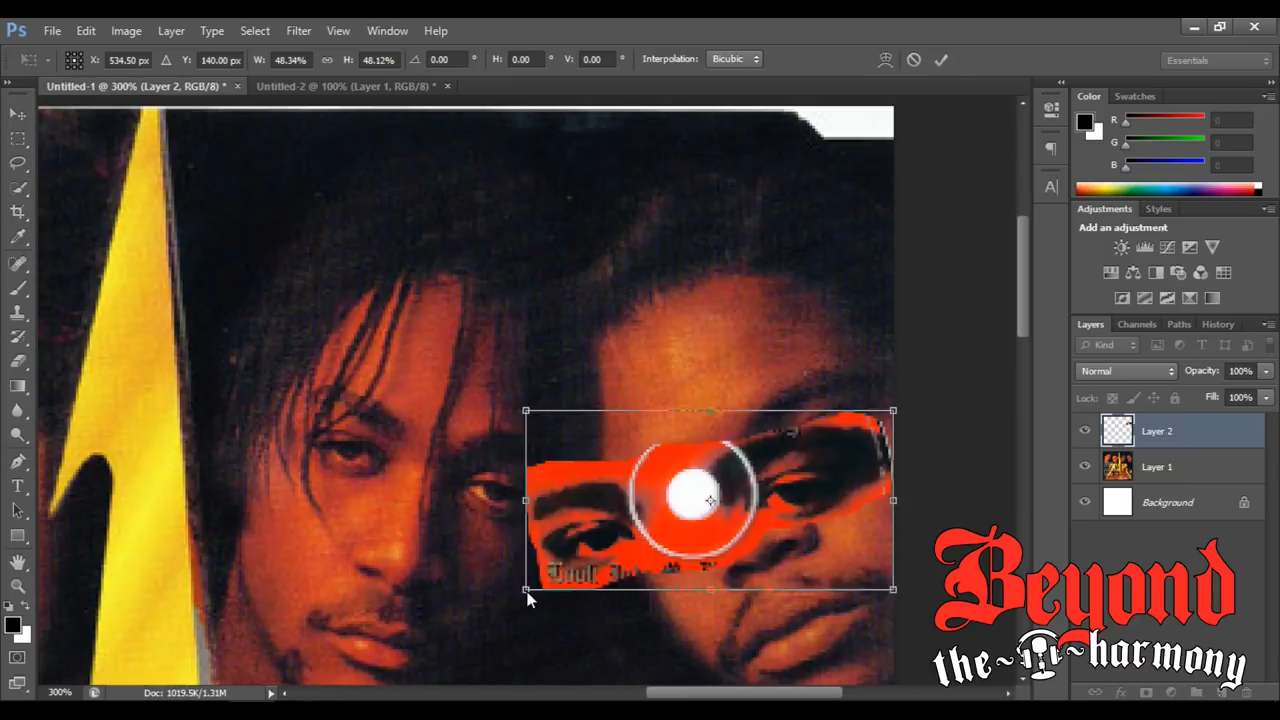 Ps File Edit Image Layer Type Select Filter View Window Help
X: 534.50 px Y: 140.00 px W: 48.34% H: 48.12% 0.00 ° H: 0.00 ° V: 0.00 ° Interpolation: Bicubic Essentials
Untitled-1 @ 300% (Layer 2, RGB/8) * × Untitled-2 @ 100% (Layer 1, RGB/8) * ×
Color Swatches
R 0
G 0
B 0
Adjustments Styles
Add an adjustment
Layers Channels Paths History
Kind
Normal Opacity: 100%
Lock: Fill: 100%
Layer 2
Layer 1
Background
Beyond
the~ ~harmony
300% Doc: 1019.5K/1.31M